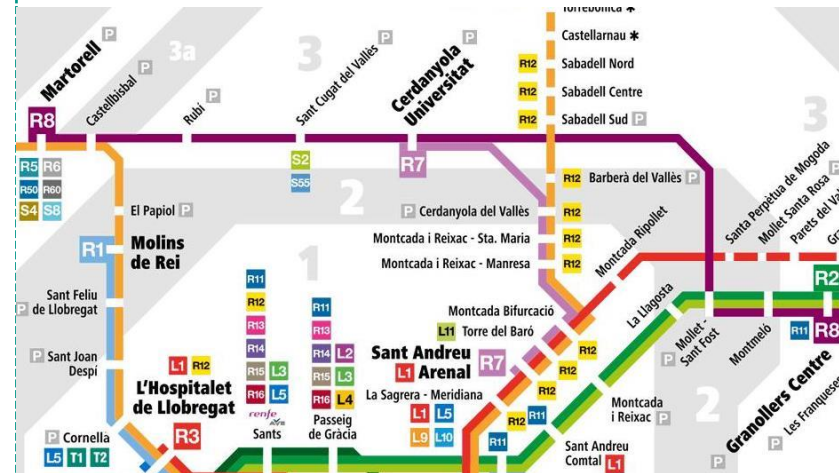 Torrebonica *
Castellarnau *
Sabadell Nord
R12
Sabadell Centre
R12
Sabadell Sud P
R12
Martorell P
R8
R5 R6
R50 R60
S4 S8
3a
Castellbisbal P
Rubí P
3
Sant Cugat del Vallès P
S2
S55
Cerdanyola
Universitat P
R7
3
R12 Barberà del Vallès P
P Cerdanyola del Vallès R12
Montcada i Reixac - Sta. Maria R12
Montcada i Reixac - Manresa R12
2
El Papiol P
R1 Molins
de Rei
1
Sant Feliu
de Llobregat
P
P Sant Joan
Despí
P Cornellà
L5 T1 T2
L1 R12
L'Hospitalet
de Llobregat
R3
R11
R12
R13
R14
R15 L3
R16 L5
renfe
Sants
R11
R13
R14 L2
R15 L3
R16 L4
Passeig
de Gràcia
Montcada Bifurcació
L11 Torre del Baró
Sant Andreu
Arenal
L1
R7
La Sagrera - Meridiana
L1 L5
L9 L10
R12
R12
R12
R12 R11
R11
Montcada Ripollet
Santa Perpètua de Mogoda
Mollet Santa Rosa
Parets del
P
R2
R11 R8
La Llagosta
Mollet -
Sant Fost
P
Montmeló
Granollers Centre
P
Les Franqueses
P
2
Montcada
i Reixac P
Sant Andreu
Comtal L1